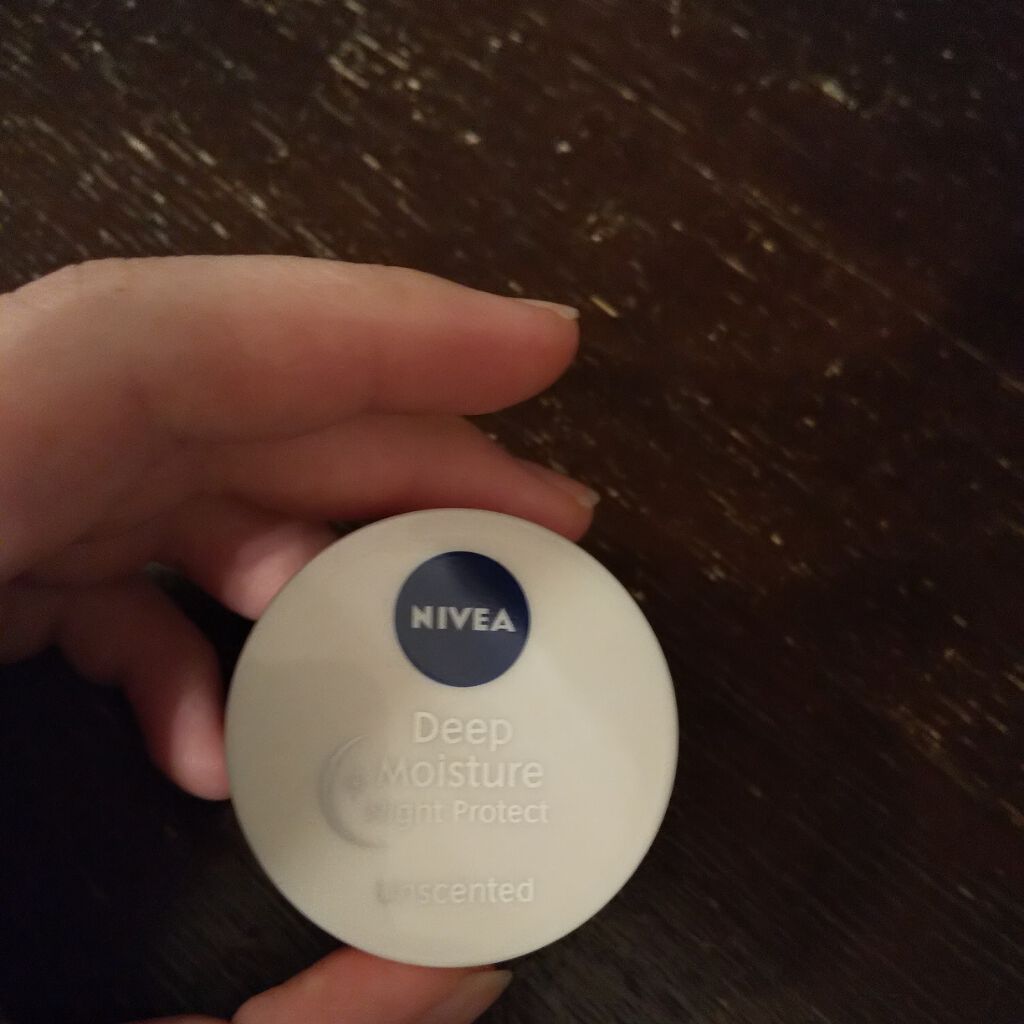 NIVEA
Deep
Moisture
Night Protect
Unscented